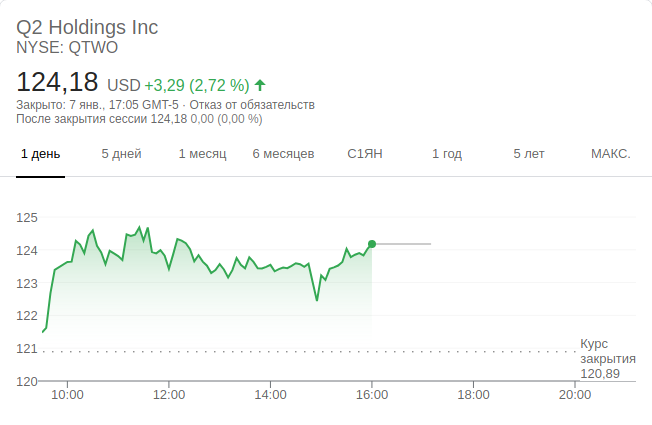 Q2 Holdings Inc
NYSE: QTWO
124,18 USD +3,29 (2,72 %)
Закрыто: 7 янв., 17:05 GMT-5 · Отказ от обязательств
После закрытия сессии 124,18 0,00 (0,00 %)
1 день 5 дней 1 месяц 6 месяцев С1ЯН 1 год 5 лет МАКС.
125
124
123
122
121
120
Курс
закрытия
120,89
10:00 12:00 14:00 16:00 18:00 20:00